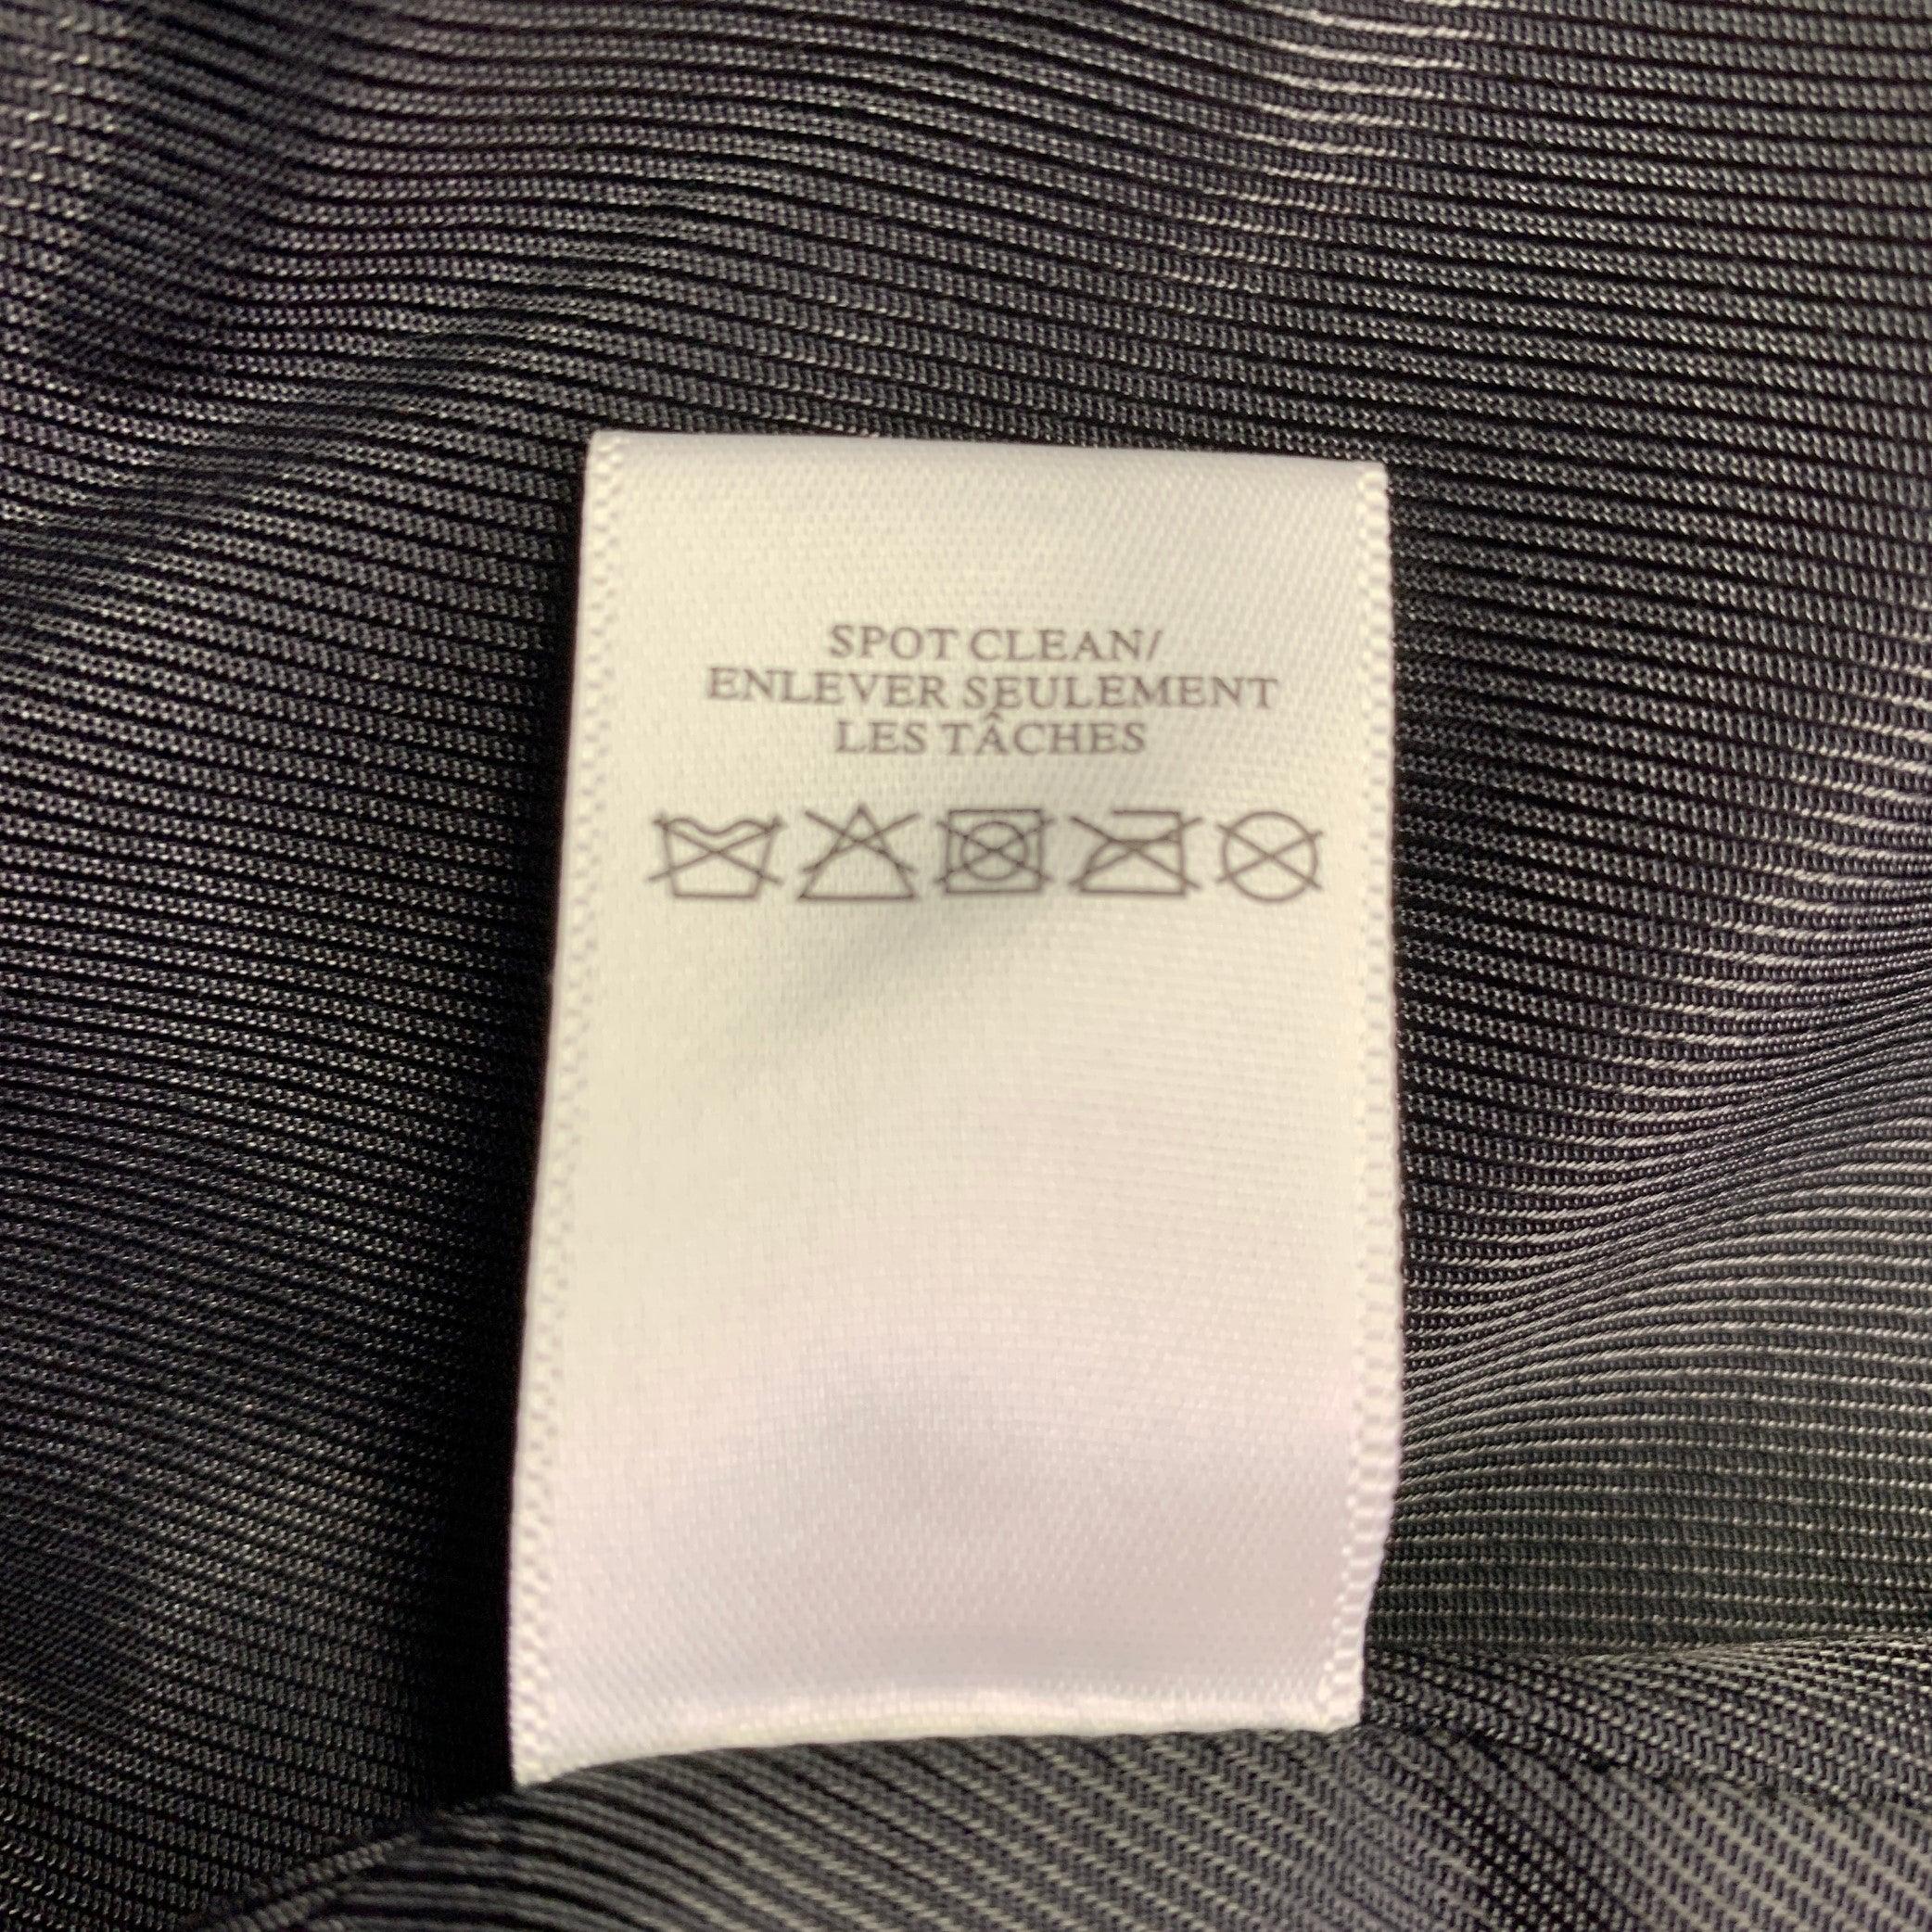 SPOT CLEAN/
ENLEVER SEULEMENT
LES TÂCHES